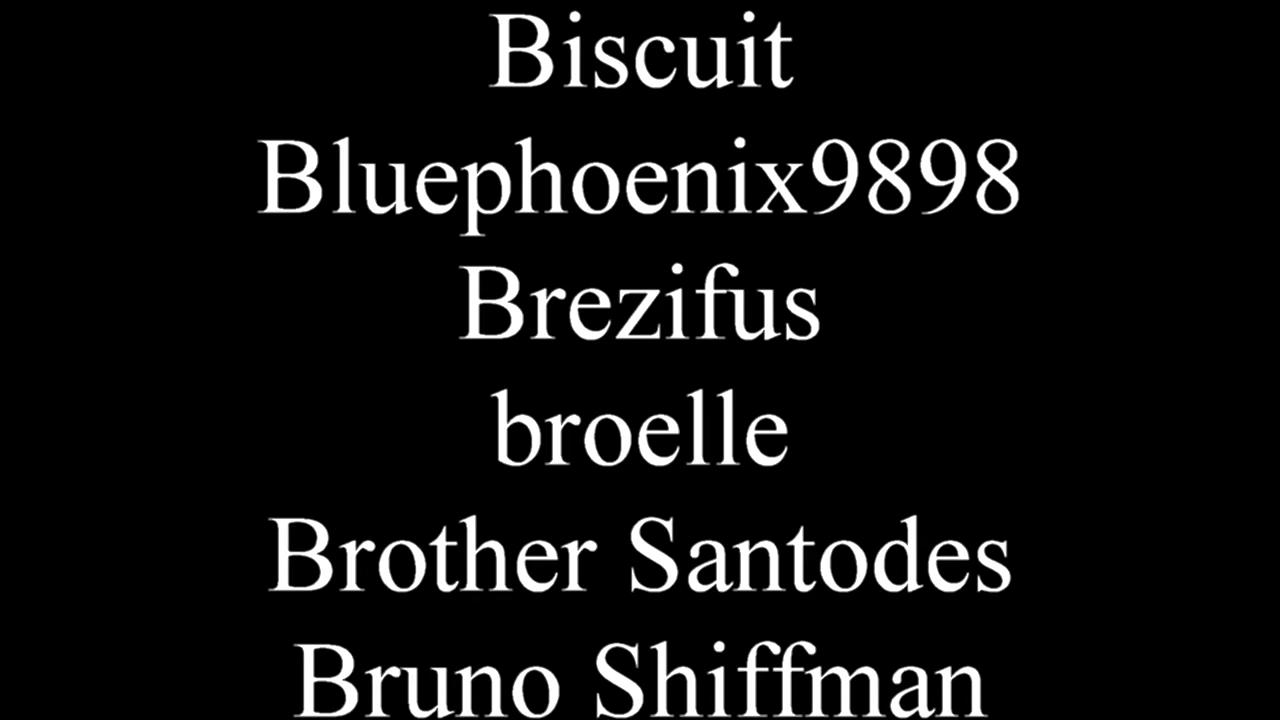 Biscuit
Bluephoenix9898
Brezifus
broelle
Brother Santodes
Bruno Shiffman